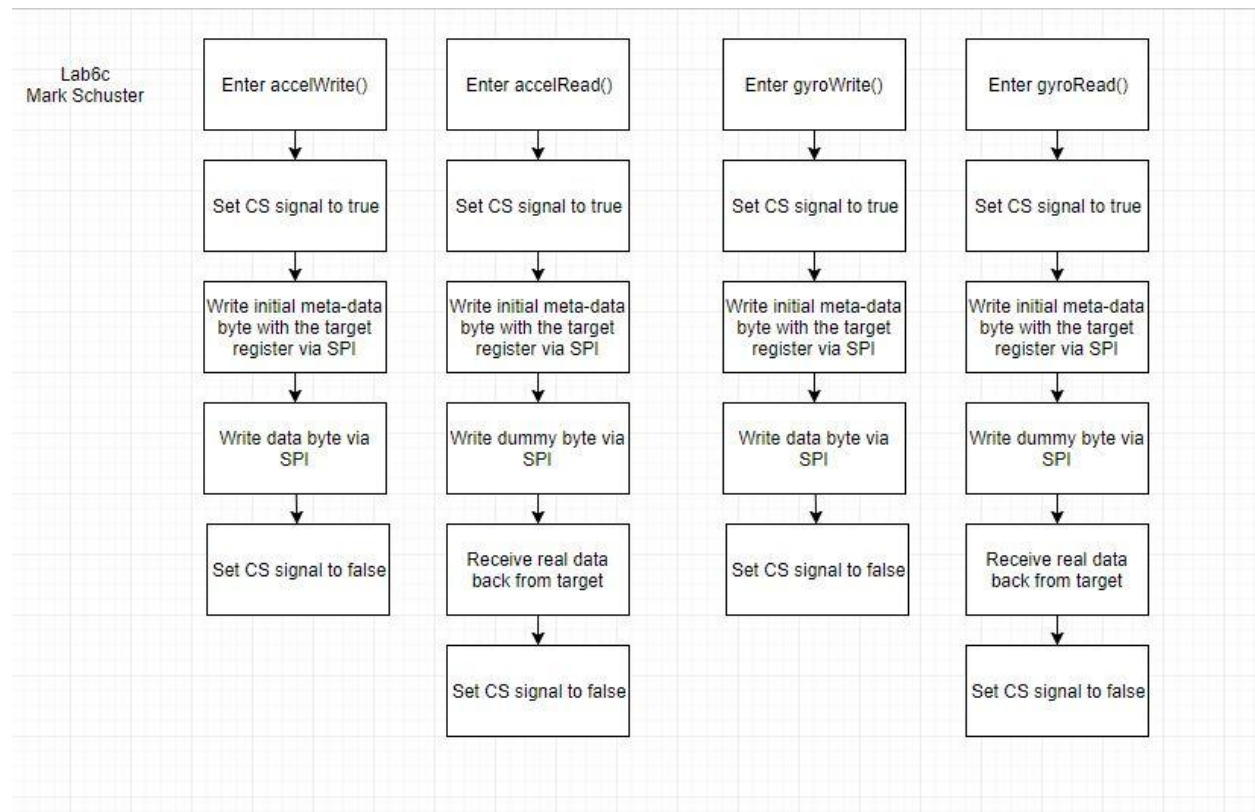 Lab6c
Mark Schuster
Enter accelWrite()
Set CS signal to true
Write initial meta-data
byte with the target
register via SPI
Write data byte via
SPI
Set CS signal to false
Enter accelRead()
Set CS signal to true
Write initial meta-data
byte with the target
register via SPI
Write dummy byte via
SPI
Receive real data
back from target
Set CS signal to false
Enter gyroWrite()
Set CS signal to true
Write initial meta-data
byte with the target
register via SPI
Write data byte via
SPI
Set CS signal to false
Enter gyroRead()
Set CS signal to true
Write initial meta-data
byte with the target
register via SPI
Write dummy byte via
SPI
Receive real data
back from target
Set CS signal to false